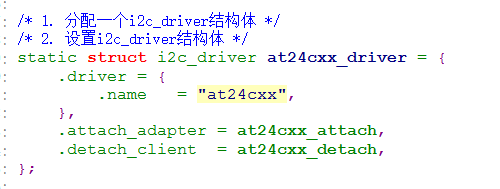 /* 1. 分配一个i2c_driver结构体 */
/* 2. 设置i2c_driver结构体 */
static struct i2c_driver at24cxx_driver = {
    .driver = {
        .name   = "at24cxx",
    },
    .attach_adapter = at24cxx_attach,
    .detach_client  = at24cxx_detach,
};